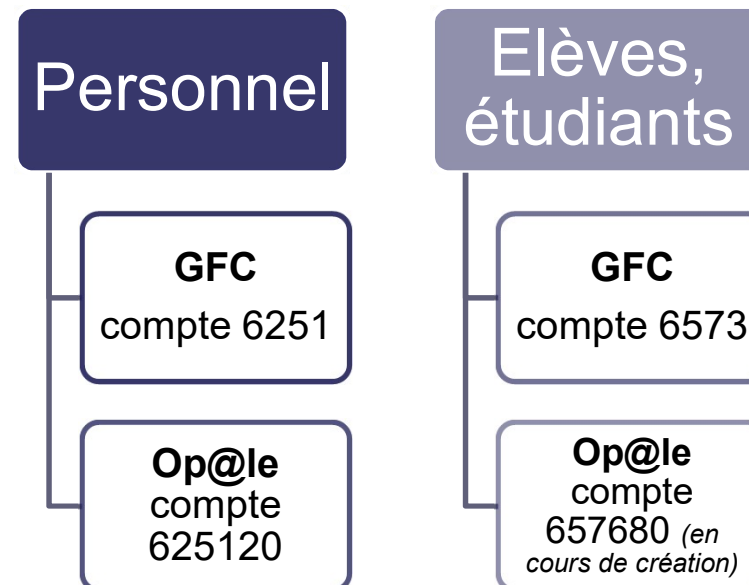 Personnel
GFC
compte 6251
Op@le
compte
625120
Elèves,
étudiants
GFC
compte 6573
Op@le
compte
657680 (en
cours de création)